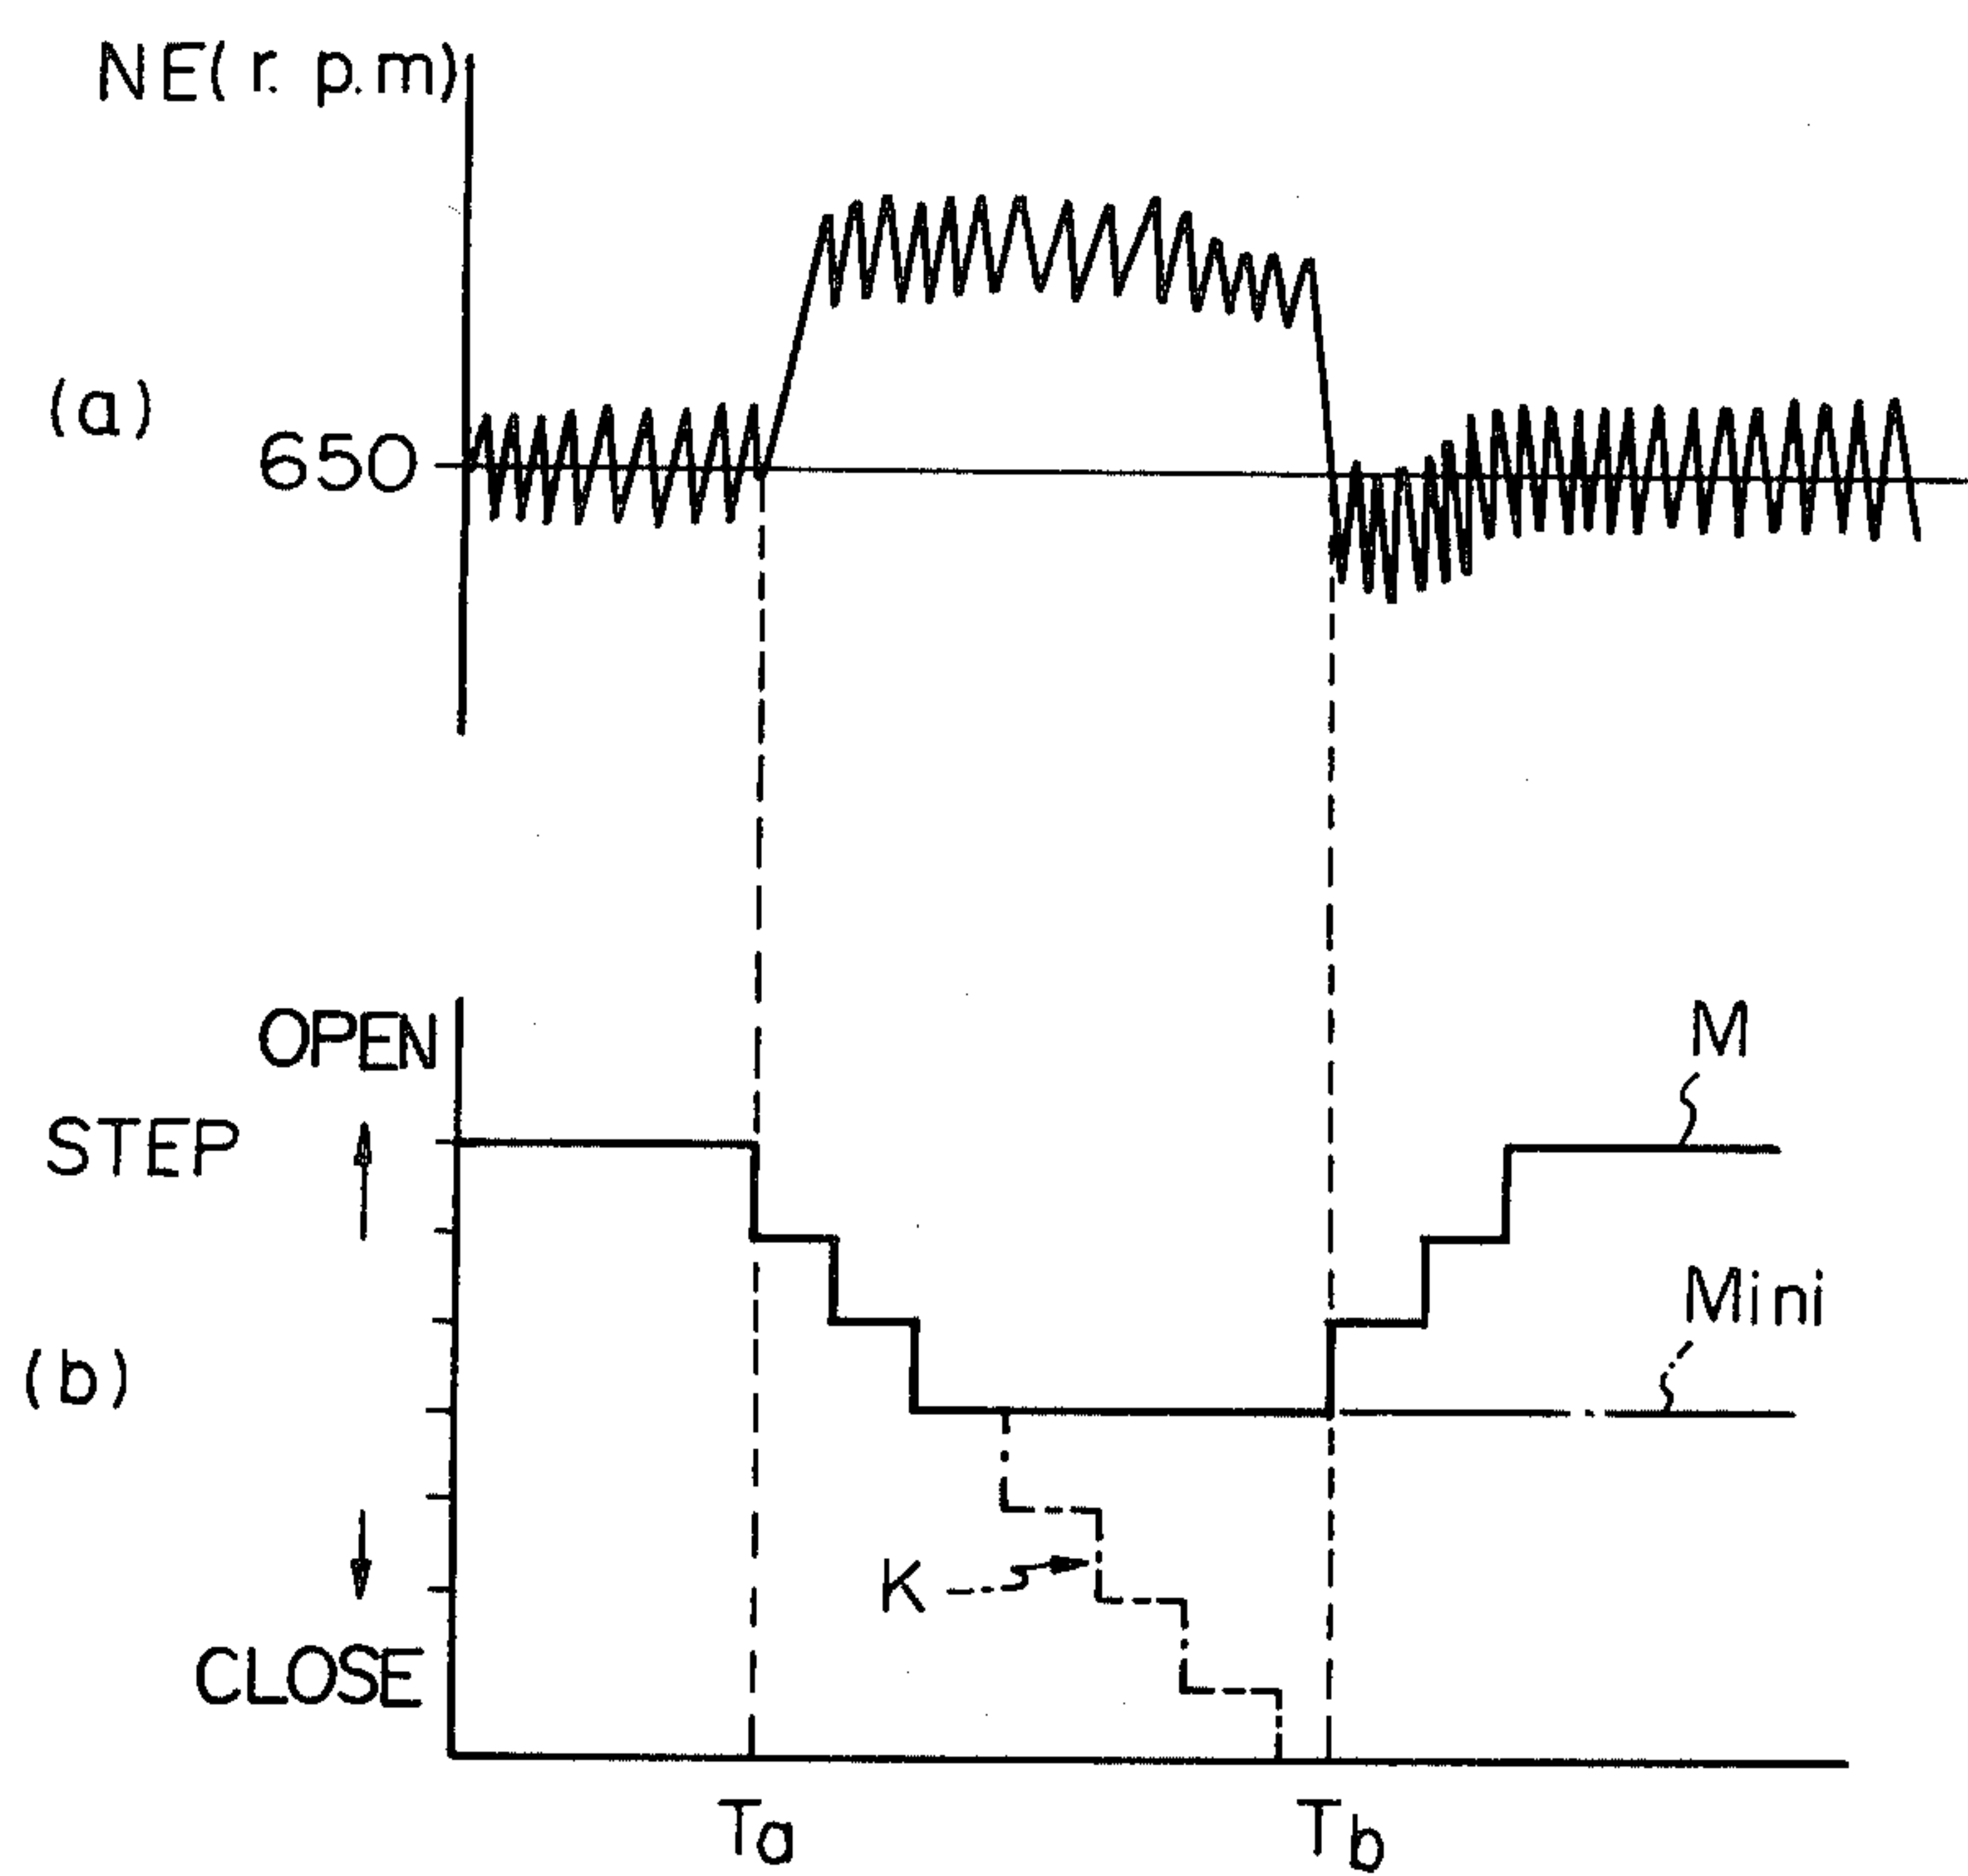 NE(r.p.m)
(a)
650
OPEN
STEP
M
Mini
(b)
K
CLOSE
Ta
Tb